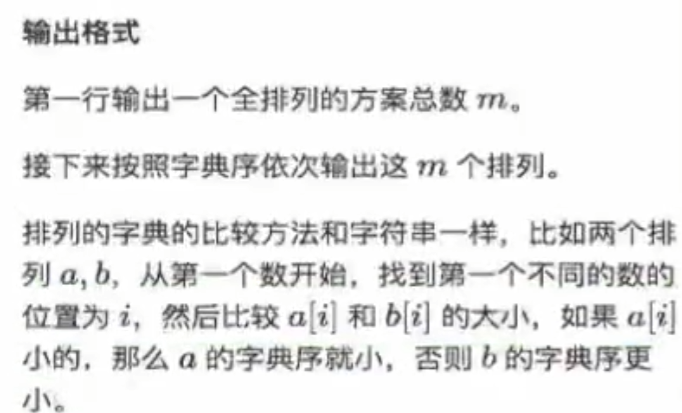 输出格式
第一行输出一个全排列的方案总数 m。
接下来按照字典序依次输出这 m 个排列。
排列的字典的比较方法和字符串一样，比如两个排
列 a, b，从第一个数开始，找到第一个不同的数的
位置为 i，然后比较 a[i] 和 b[i] 的大小，如果 a[i]
小的，那么 a 的字典序就小，否则 b 的字典序更
小。